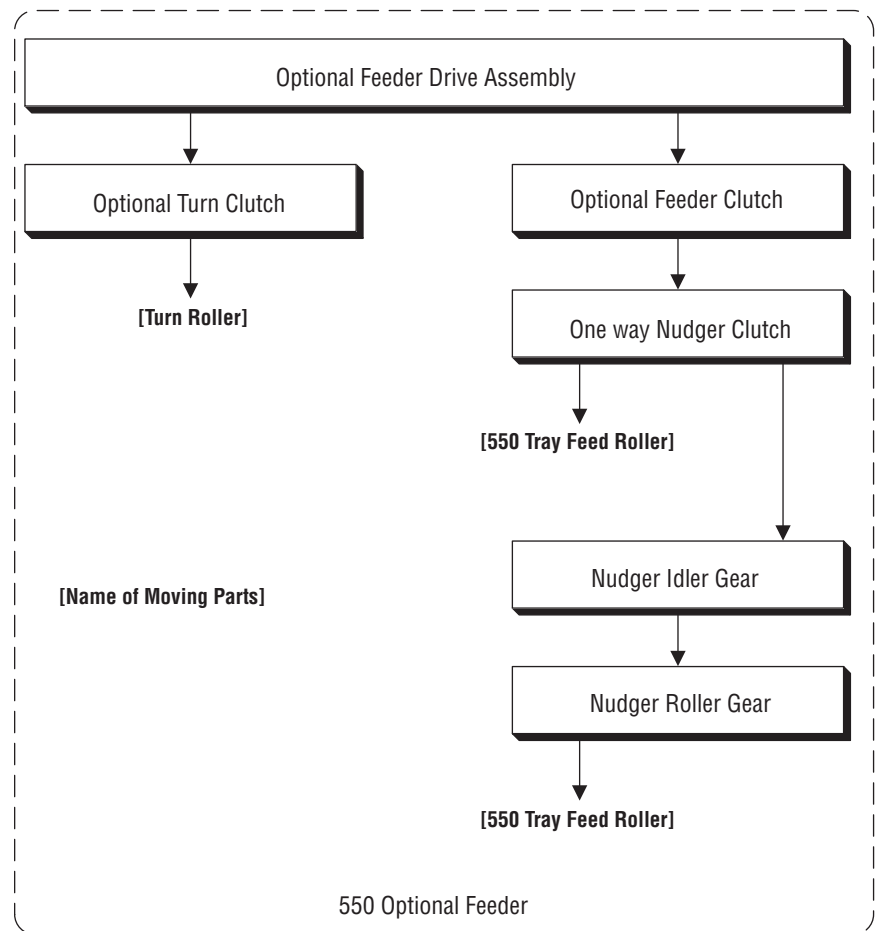 Optional Feeder Drive Assembly
Optional Turn Clutch
Optional Feeder Clutch
[Turn Roller]
One way Nudger Clutch
[550 Tray Feed Roller]
Nudger Idler Gear
[Name of Moving Parts]
Nudger Roller Gear
[550 Tray Feed Roller]
550 Optional Feeder